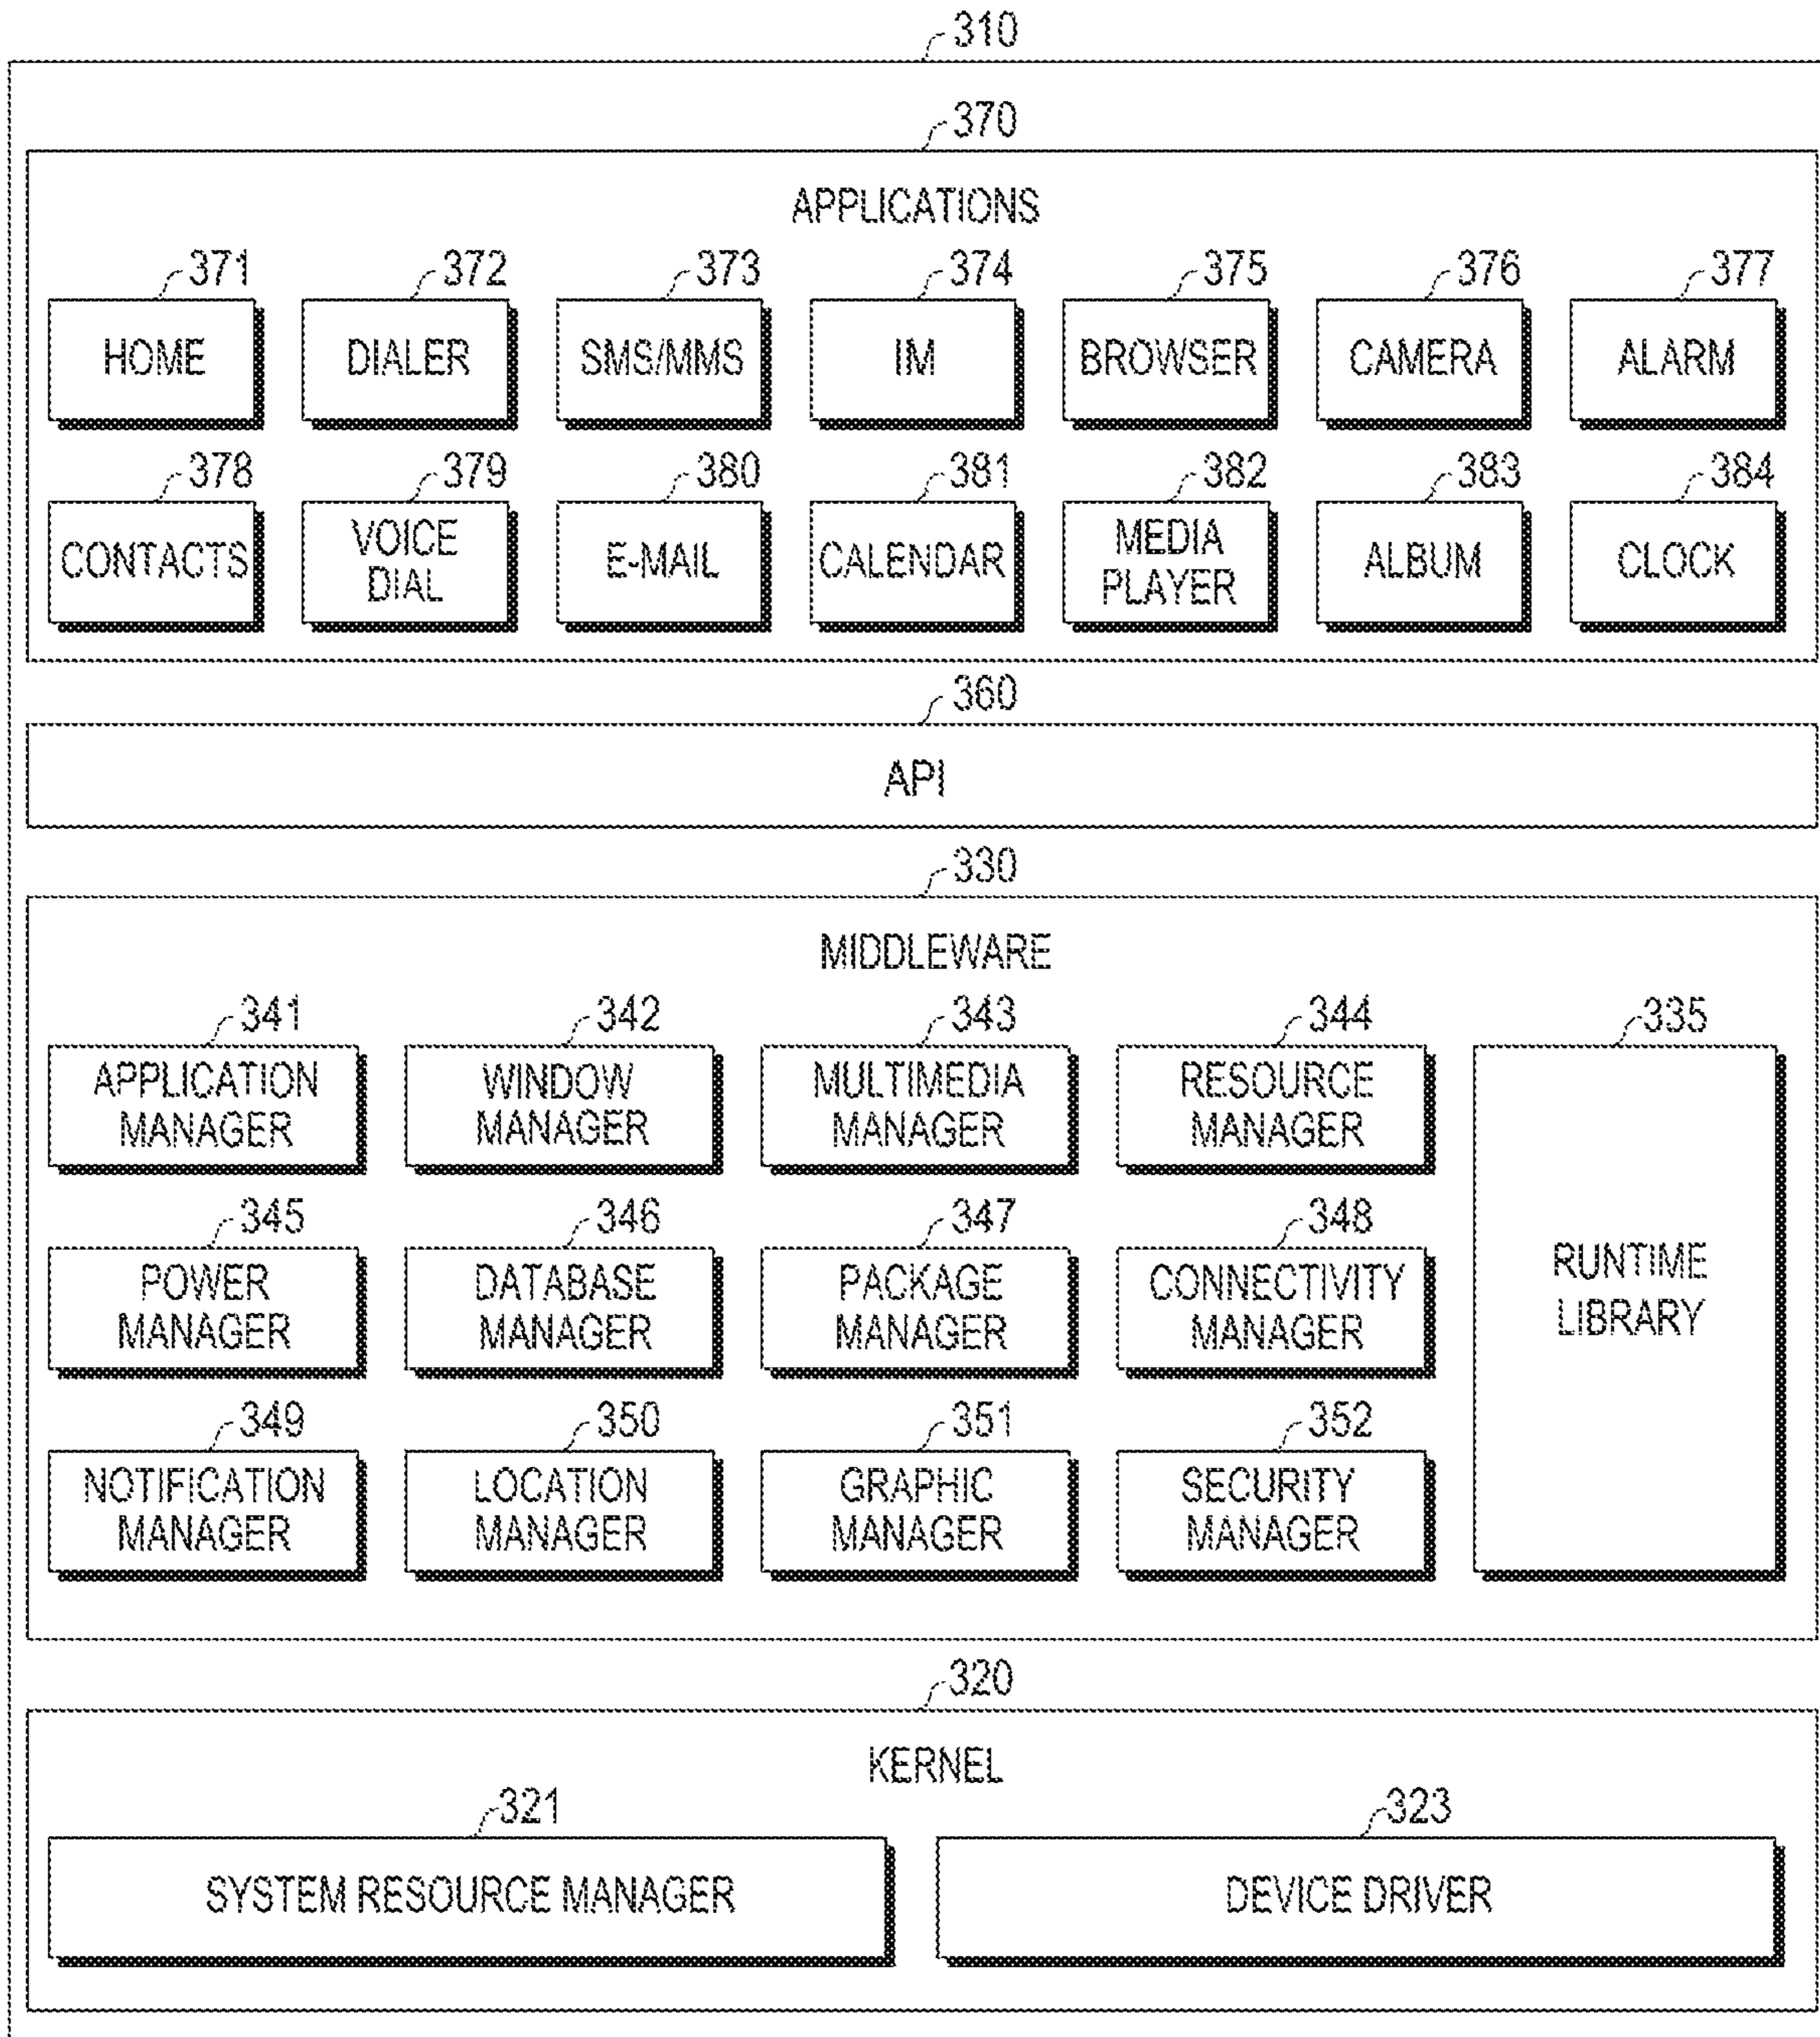 310
370
APPLICATIONS
371 372 373 374 375 376 377
HOME DIALER SMS/MMS IM BROWSER CAMERA ALARM
378 379 380 381 382 383 384
CONTACTS
VOICE
DIAL
E-MAIL
CALENDAR
MEDIA
PLAYER
ALBUM
CLOCK
360
API
330
MIDDLEWARE
341 342 343 344 335
APPLICATION
MANAGER
WINDOW
MANAGER
MULTIMEDIA
MANAGER
RESOURCE
MANAGER
345 346 347 348
POWER
MANAGER
DATABASE
MANAGER
PACKAGE
MANAGER
CONNECTIVITY
MANAGER
RUNTIME
LIBRARY
349 350 351 352
NOTIFICATION
MANAGER
LOCATION
MANAGER
GRAPHIC
MANAGER
SECURITY
MANAGER
320
KERNEL
321 323
SYSTEM RESOURCE MANAGER DEVICE DRIVER